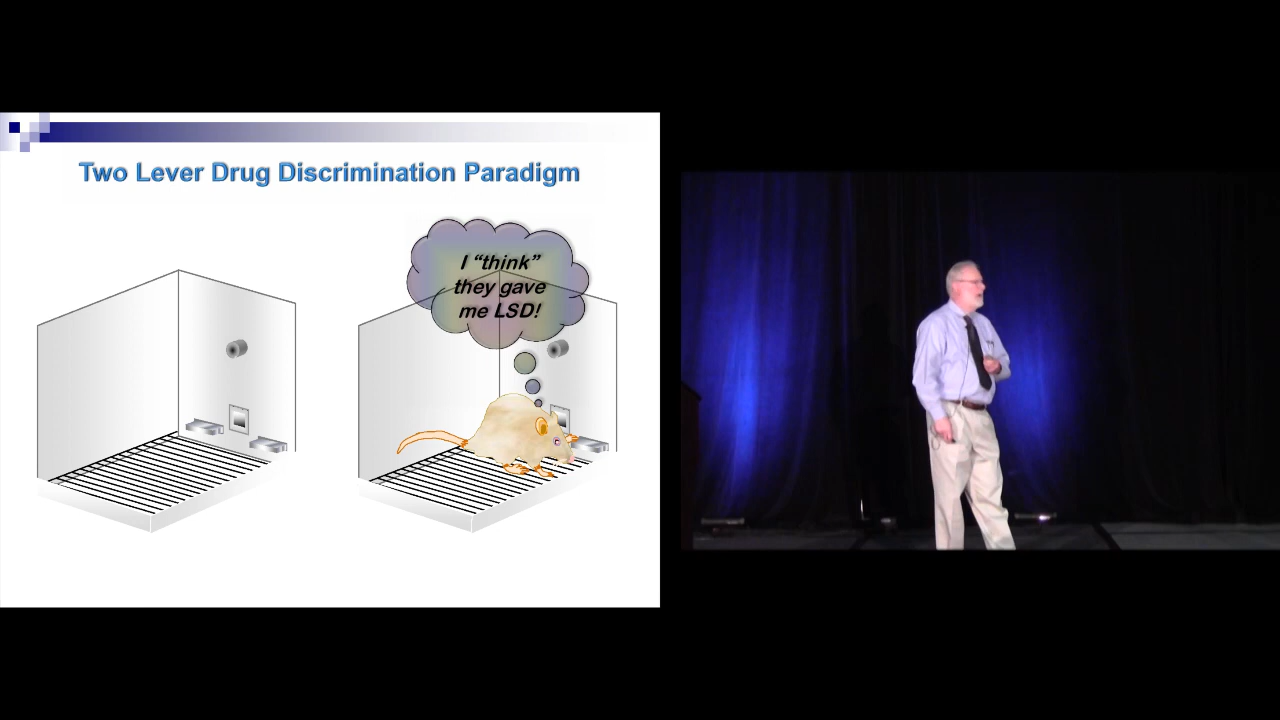 Two Lever Drug Discrimination Paradigm
I “think”
they gave
me LSD!